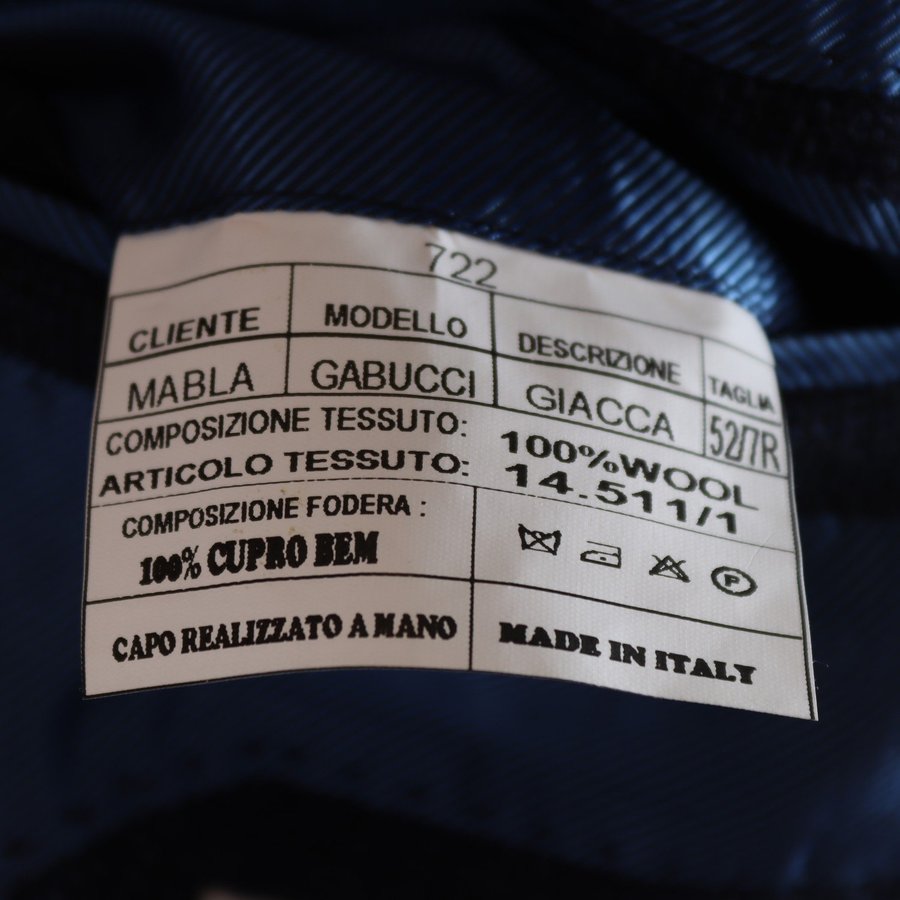 722
CLIENTE MODELLO DESCRIZIONE TAGLIA
MABLA GABUCCI GIACCA 52/7R
COMPOSIZIONE TESSUTO: 100%WOOL
ARTICOLO TESSUTO: 14.511/1
COMPOSIZIONE FODERA :
100% CUPRO BEM
P
CAPO REALIZZATO A MANO
MADE IN ITALY